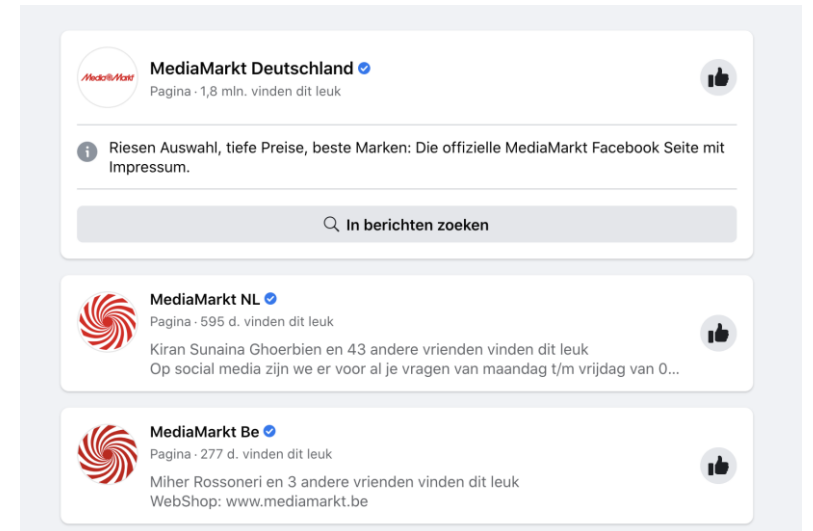 MediaMarkt
MediaMarkt Deutschland
Pagina · 1,8 mln. vinden dit leuk
Riesen Auswahl, tiefe Preise, beste Marken: Die offizielle MediaMarkt Facebook Seite mit
Impressum.
In berichten zoeken
MediaMarkt NL
Pagina · 595 d. vinden dit leuk
Kiran Sunaina Ghoerbien en 43 andere vrienden vinden dit leuk
Op social media zijn we er voor al je vragen van maandag t/m vrijdag van 0...
MediaMarkt Be
Pagina · 277 d. vinden dit leuk
Miher Rossoneri en 3 andere vrienden vinden dit leuk
WebShop: www.mediamarkt.be